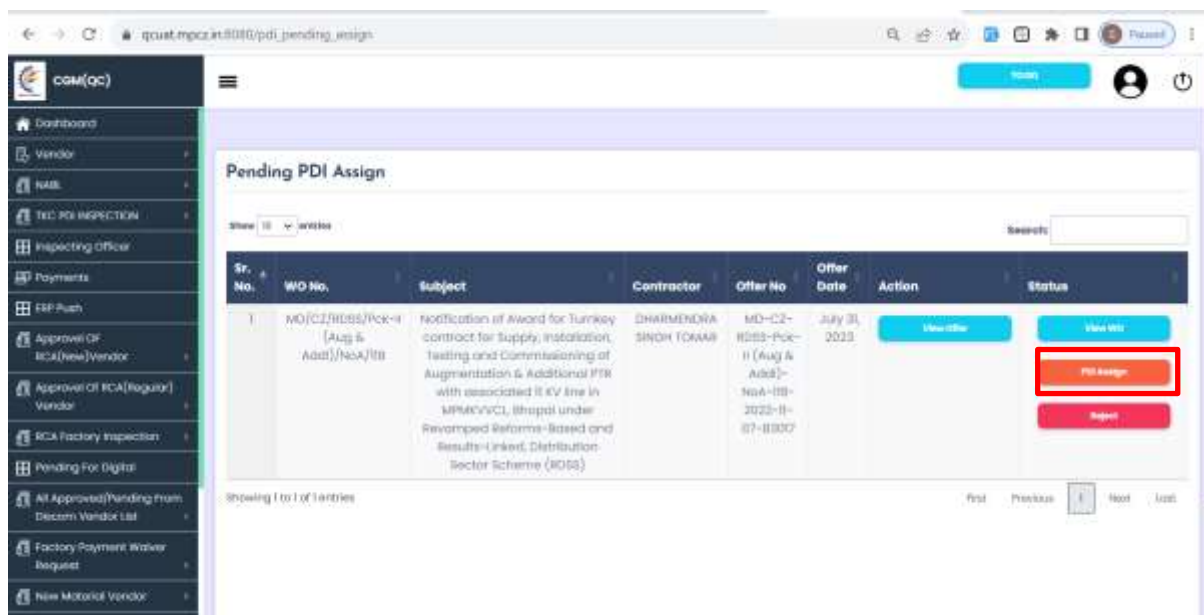 qcuat.mpcz.in:8080/pdi_pending_assign
Paused
CGM(QC)
Dashboard
Vendor
NABL
TKC PDI INSPECTION
Inspecting Officer
Payments
ERP Push
Approval Of
RCA(New)Vendor
Approval Of RCA(Regular)
Vendor
RCA Factory Inspection
Pending For Digital
All Approved/Pending From
Discom Vendor List
Factory Payment Waiver
Request
New Material Vendor
Pending PDI Assign
Show 10 entries
Search:
Sr. No.
WO No.
Subject
Contractor
Offer No
Offer Date
Action
Status
1
MD/CZ/RDSS/Pck-II
(Aug &
Addl)/NoA/118
Notification of Award for Turnkey
contract for Supply, Installation,
Testing and Commissioning of
Augmentation & Additional PTR
with associated 11 KV line in
MPMKVVCL, Bhopal under
Revamped Reforms-Based and
Results-Linked, Distribution
Sector Scheme (RDSS)
DHARMENDRA
SINGH TOMAR
MD-CZ-
RDSS-Pck-
II (Aug &
Addl)-
NoA-118-
2022-11-
July 31,
2023
View Offer
View WO
PDI Assign
Reject
Showing 1 to 1 of 1 entries
First Previous 1 Next Last